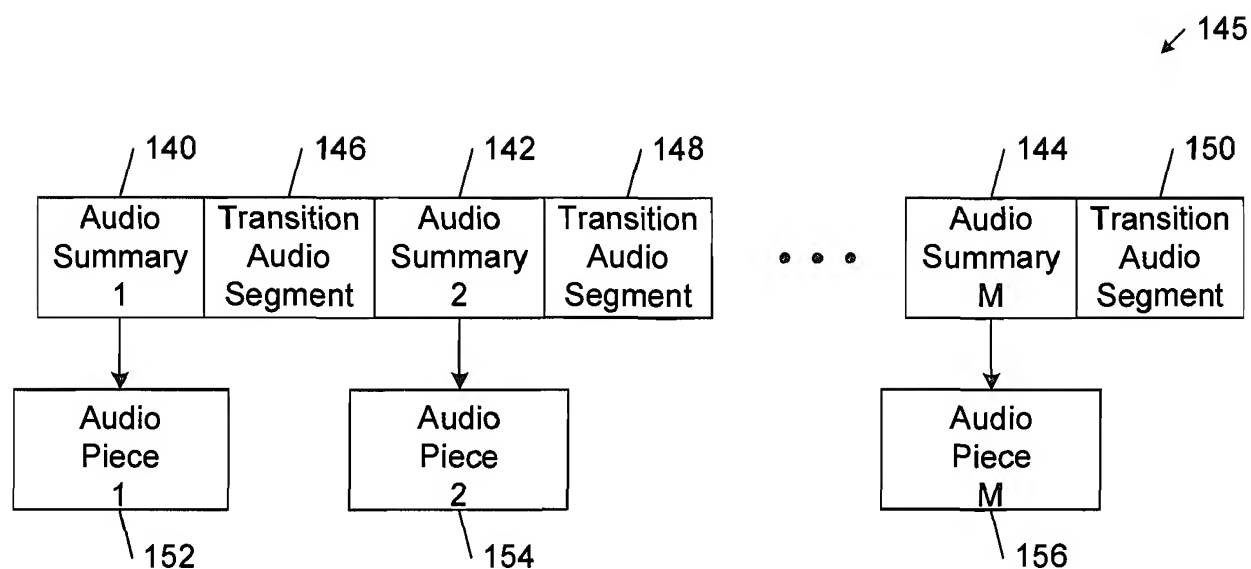 145
140 146 142 148 144 150
Audio Summary 1
Transition Audio Segment
Audio Summary 2
Transition Audio Segment
• • •
Audio Summary M
Transition Audio Segment
Audio Piece 1
Audio Piece 2
Audio Piece M
152 154 156